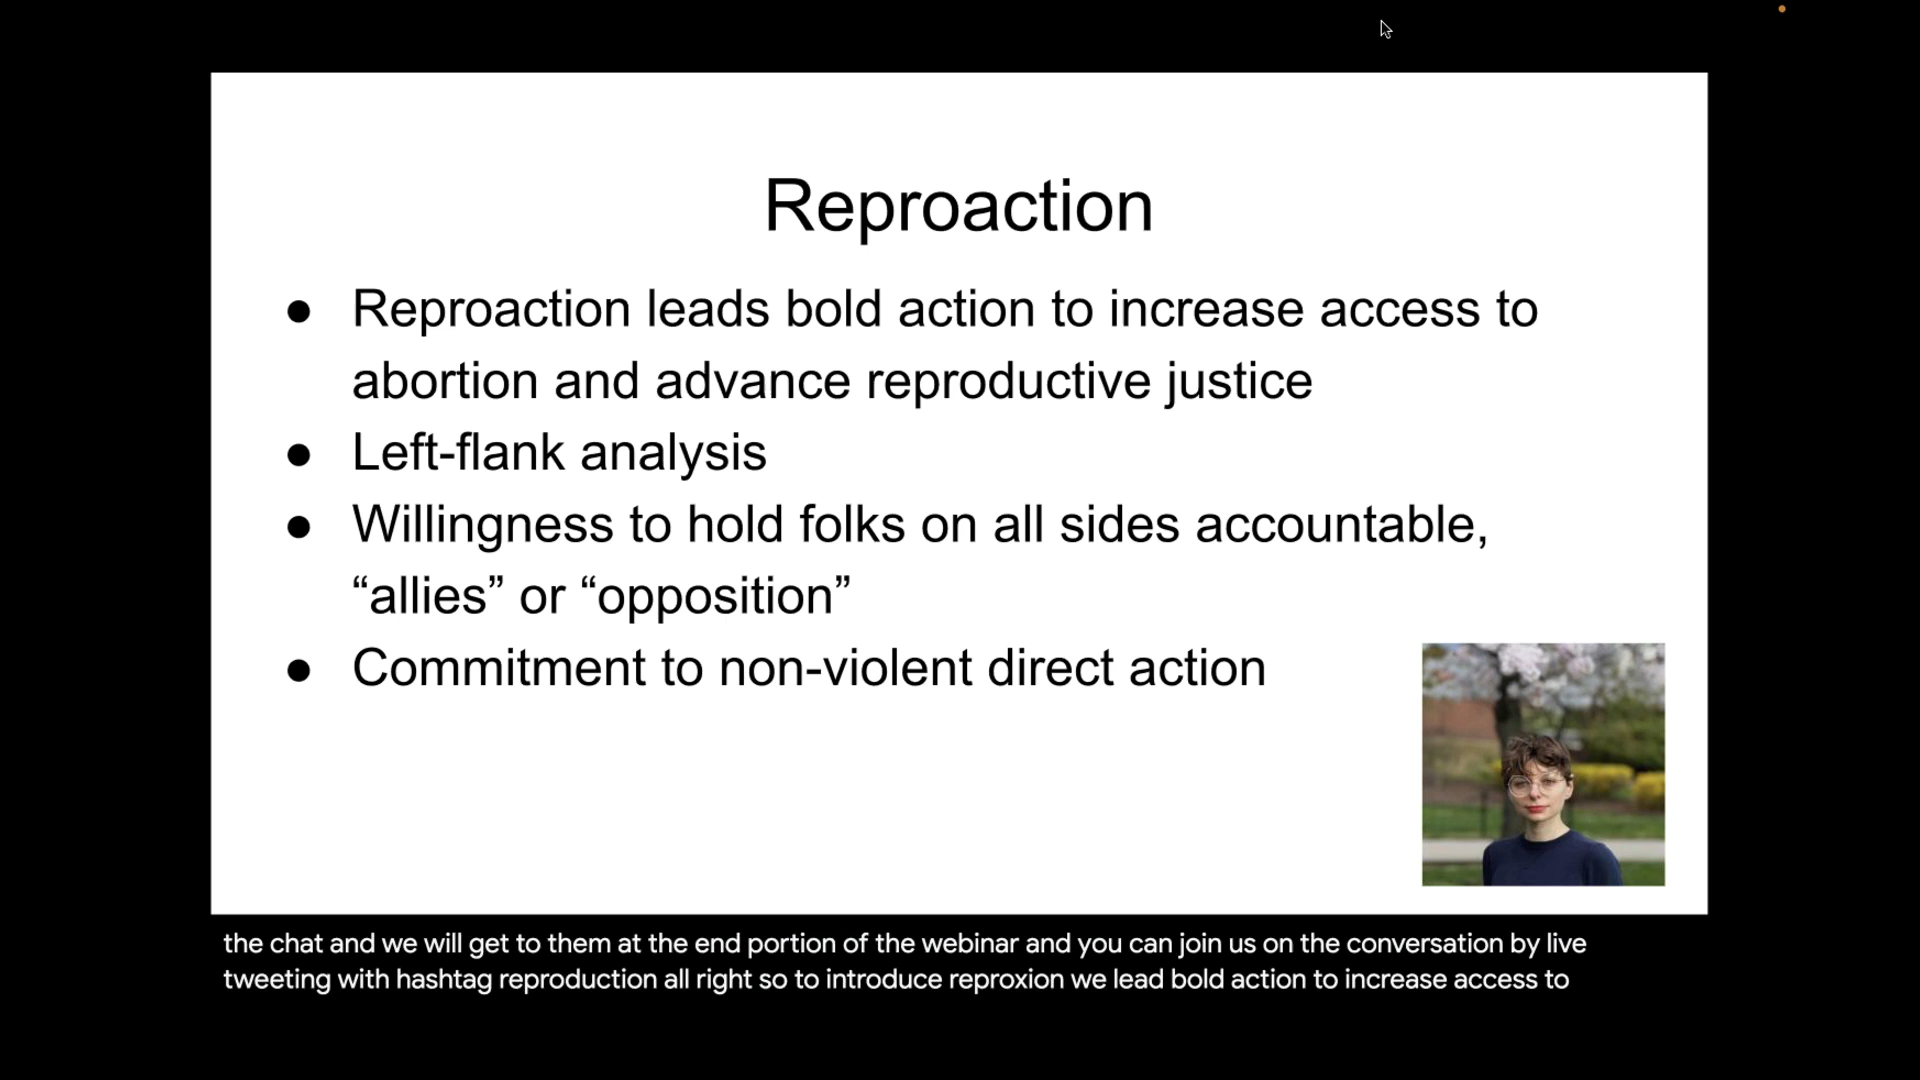 Reproaction
● Reproaction leads bold action to increase access to
abortion and advance reproductive justice
● Left-flank analysis
● Willingness to hold folks on all sides accountable,
“allies” or “opposition”
● Commitment to non-violent direct action
the chat and we will get to them at the end portion of the webinar and you can join us on the conversation by live
tweeting with hashtag reproduction all right so to introduce reproxion we lead bold action to increase access to